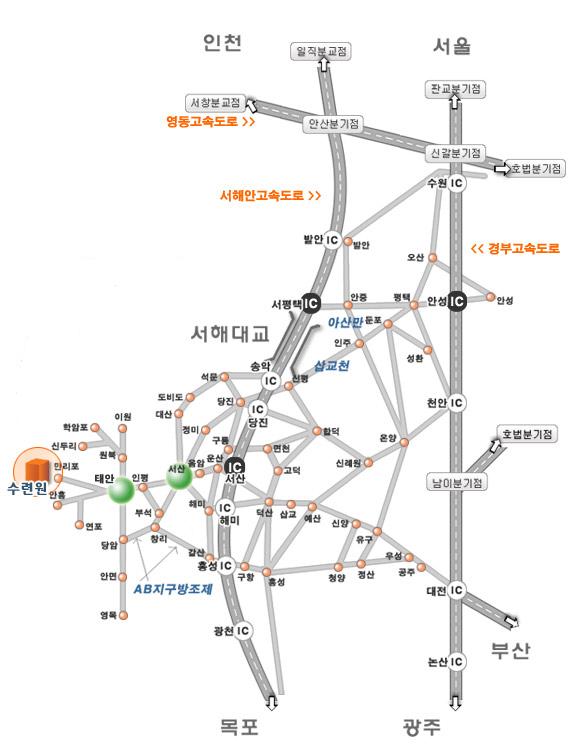 인천
일직분교점
서울
판교분기점
서창분교점
영동고속도로 >>
안산분기점
신갈분기점
호법분기점
수원 IC
서해안고속도로 >>
발안 IC
발안
오산
<< 경부고속도로
서평택 IC
안중
평택
안성 IC
안성
서해대교
아산만
둔포
인주
성환
송악
IC
삽교천
신평
석문
도비도
당진
IC
당진
천안 IC
대산
이원
학암포
정미
합덕
호법분기점
신두리
구룡
면천
온양
원북
운산
음암
만리포
서산
IC
서산
고덕
신례원
수련원
태안
인평
남이분기점
안흥
부석
해미
IC
해미
덕산
삽교
예산
연포
신양
유구
당암
창리
갈산
홍성 IC
구항
홍성
청양
정산
우성
공주
안면
AB지구방조제
대전 IC
영목
광천 IC
부산
논산 IC
목포
광주